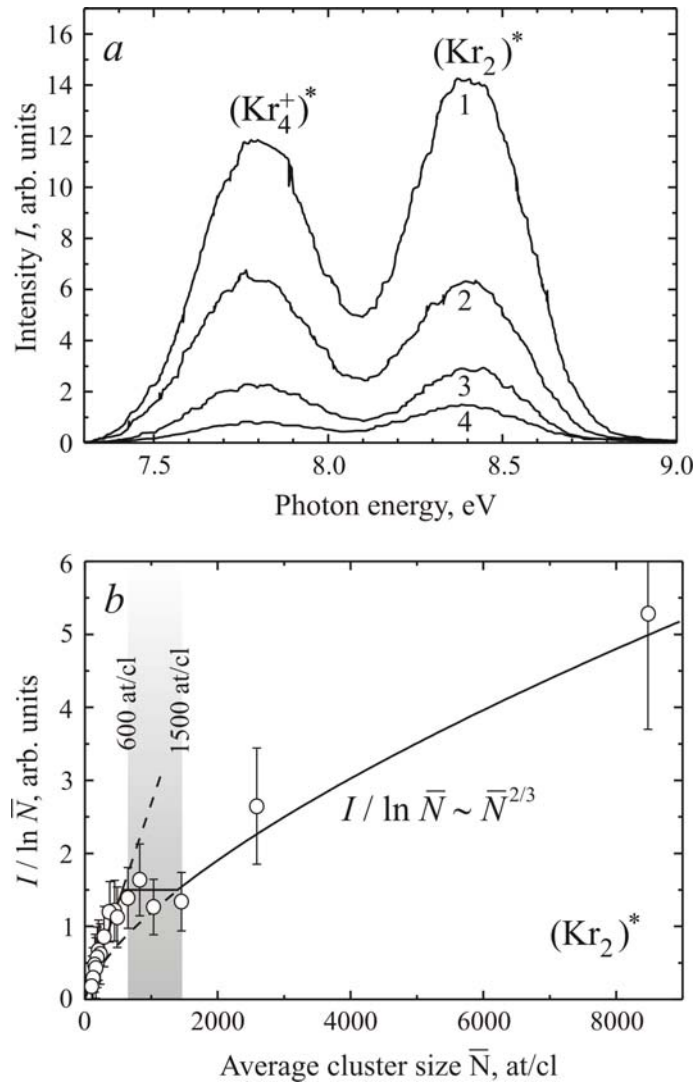 a
16
14
12
10
8
6
4
2
0
Intensity I, arb. units
(Kr₄⁺)*
(Kr₂)*
1
2
3
4
7.5 8.0 8.5 9.0
Photon energy, eV
b
6
5
4
3
2
1
0
I / ln N̅, arb. units
600 at/cl
1500 at/cl
I / ln N̅ ~ N̅²ᐟ³
(Kr₂)*
0 2000 4000 6000 8000
Average cluster size N̅, at/cl